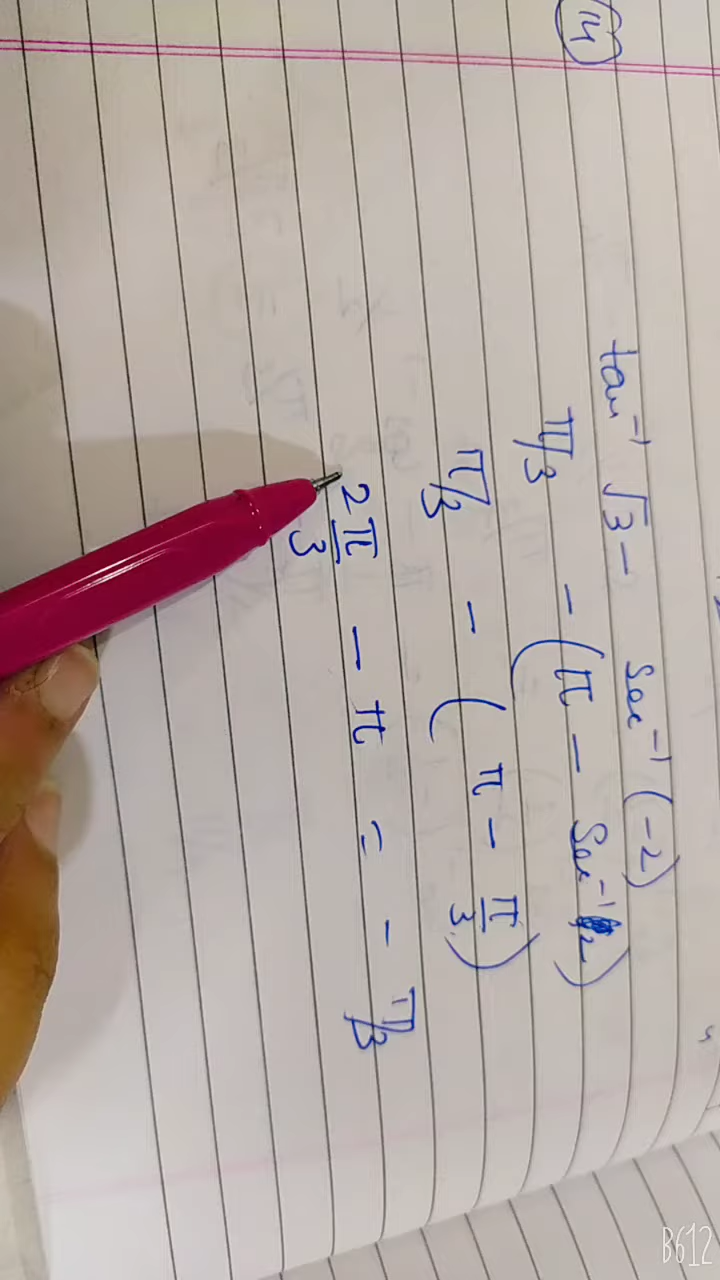 14
tan⁻¹ √3 - sec⁻¹ (-2)
π/3 - (π - Sec⁻¹ 2)
π/3 - (π - π/3)
2π/3 - π = - π/3
B612